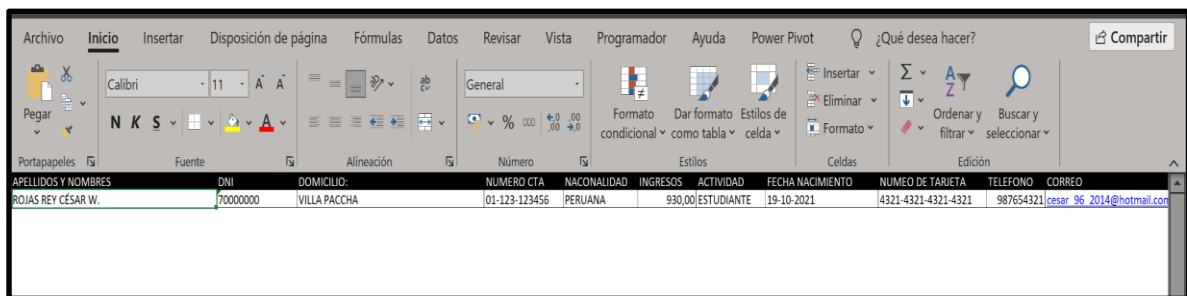 Archivo Inicio Insertar Disposición de página Fórmulas Datos Revisar Vista Programador Ayuda Power Pivot ¿Qué desea hacer? Compartir
Calibri 11 A A ab General Insertar Σ A Z
Pegar Eliminar
N K S A % 000 Formato condicional Dar formato como tabla Estilos de celda Formato Ordenar y filtrar Buscar y seleccionar
Portapapeles Fuente Alineación Número Estilos Celdas Edición
APELLIDOS Y NOMBRES DNI DOMICILIO: NUMERO CTA NACONALIDAD INGRESOS ACTIVIDAD FECHA NACIMIENTO NUMEO DE TARJETA TELEFONO CORREO
ROJAS REY CÉSAR W. 70000000 VILLA PACCHA 01-123-123456 PERUANA 930,00 ESTUDIANTE 19-10-2021 4321-4321-4321-4321 987654321 cesar_96_2014@hotmail.com